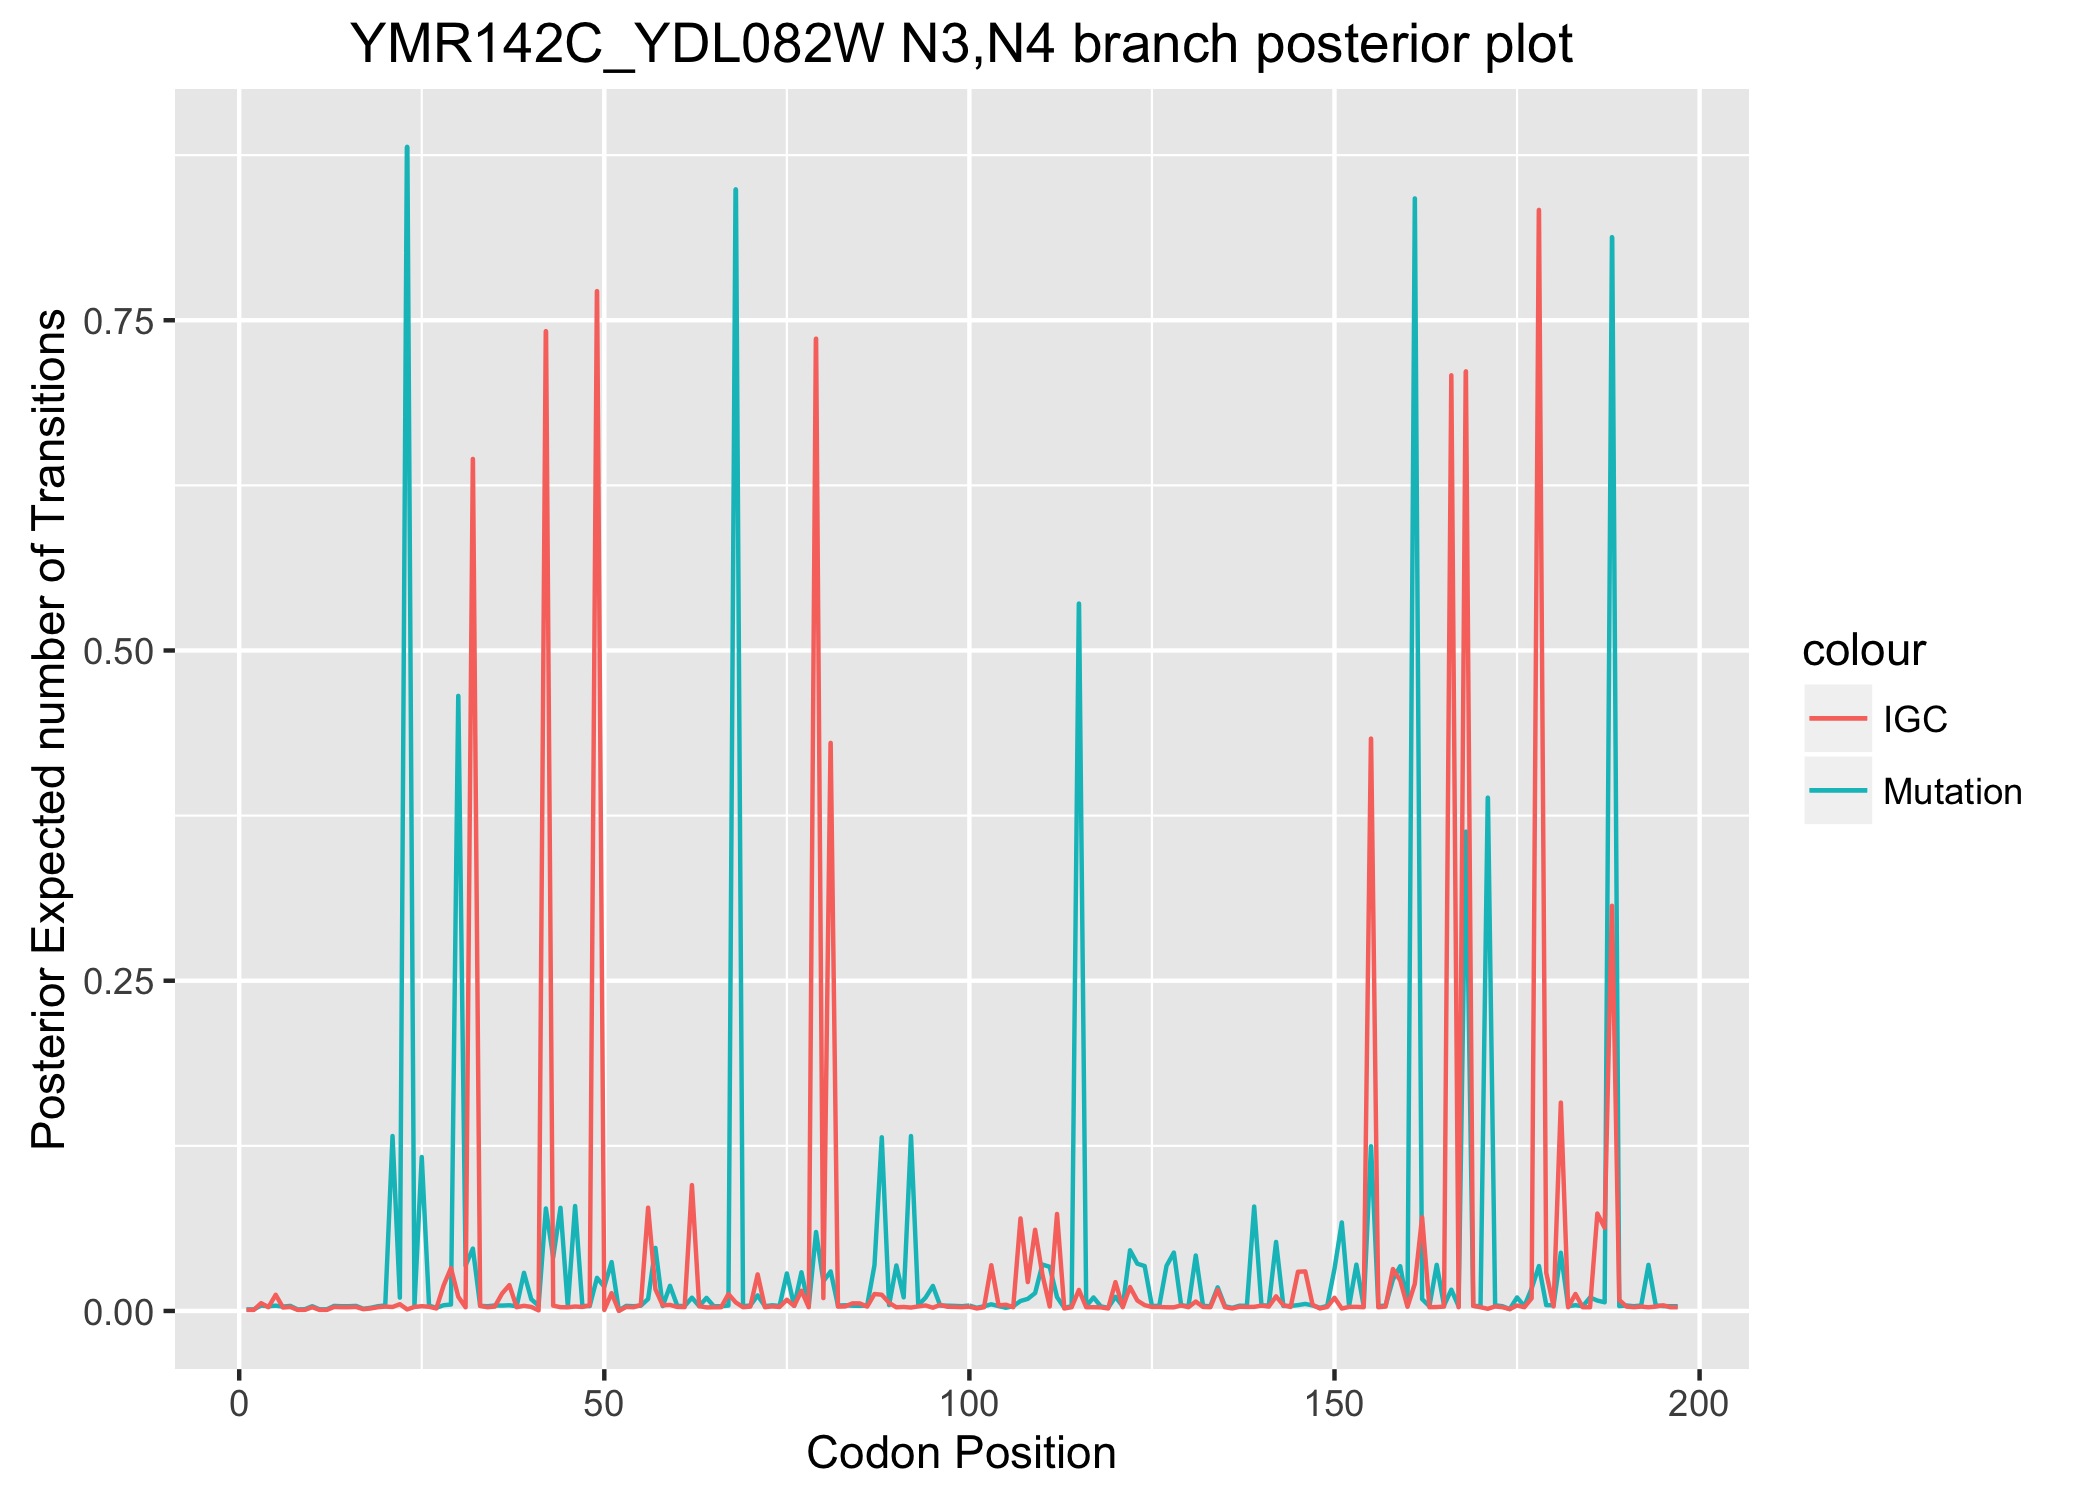 YMR142C_YDL082W N3,N4 branch posterior plot
Posterior Expected number of Transitions
0.75
0.50
0.25
0.00
0 50 100 150 200
Codon Position
colour
IGC
Mutation